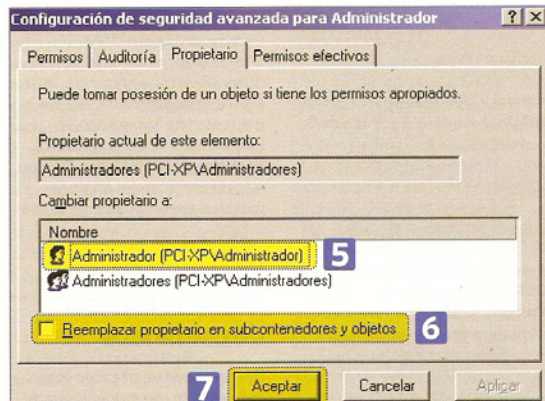 Configuración de seguridad avanzada para Administrador
Permisos Auditoría Propietario Permisos efectivos
Puede tomar posesión de un objeto si tiene los permisos apropiados.
Propietario actual de este elemento:
Administradores (PCI-XP\Administradores)
Cambiar propietario a:
Nombre
Administrador (PCI-XP\Administrador) 5
Administradores (PCI-XP\Administradores)
Reemplazar propietario en subcontenedores y objetos 6
7 Aceptar Cancelar Aplicar